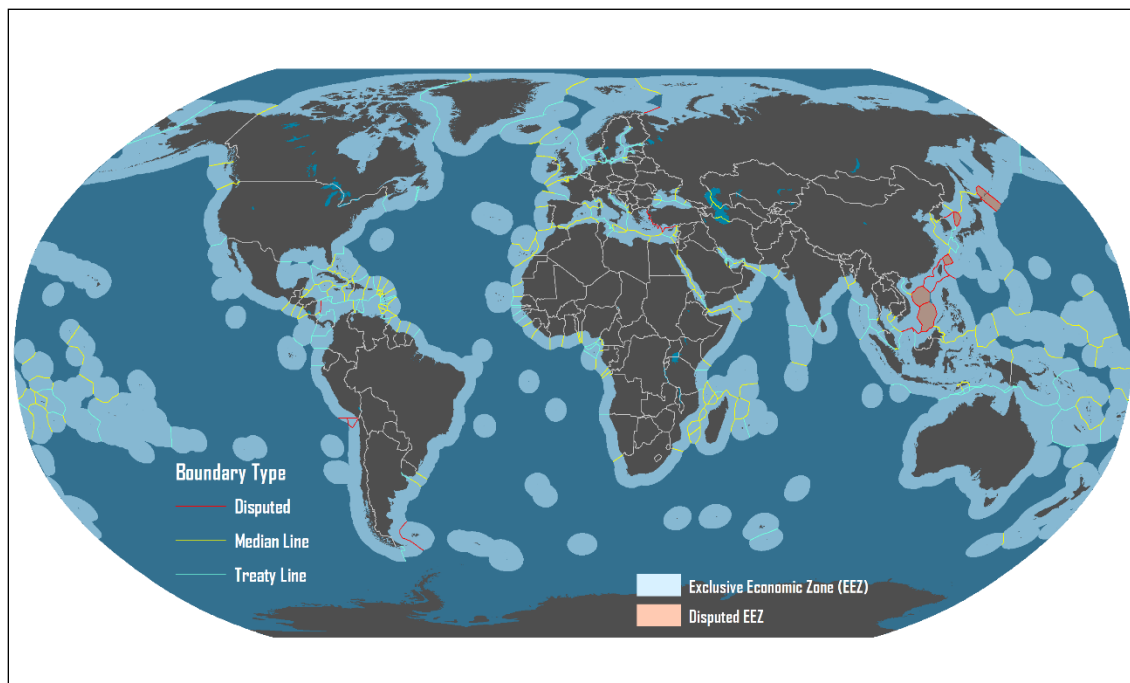 Boundary Type
Disputed
Median Line
Treaty Line
Exclusive Economic Zone (EEZ)
Disputed EEZ